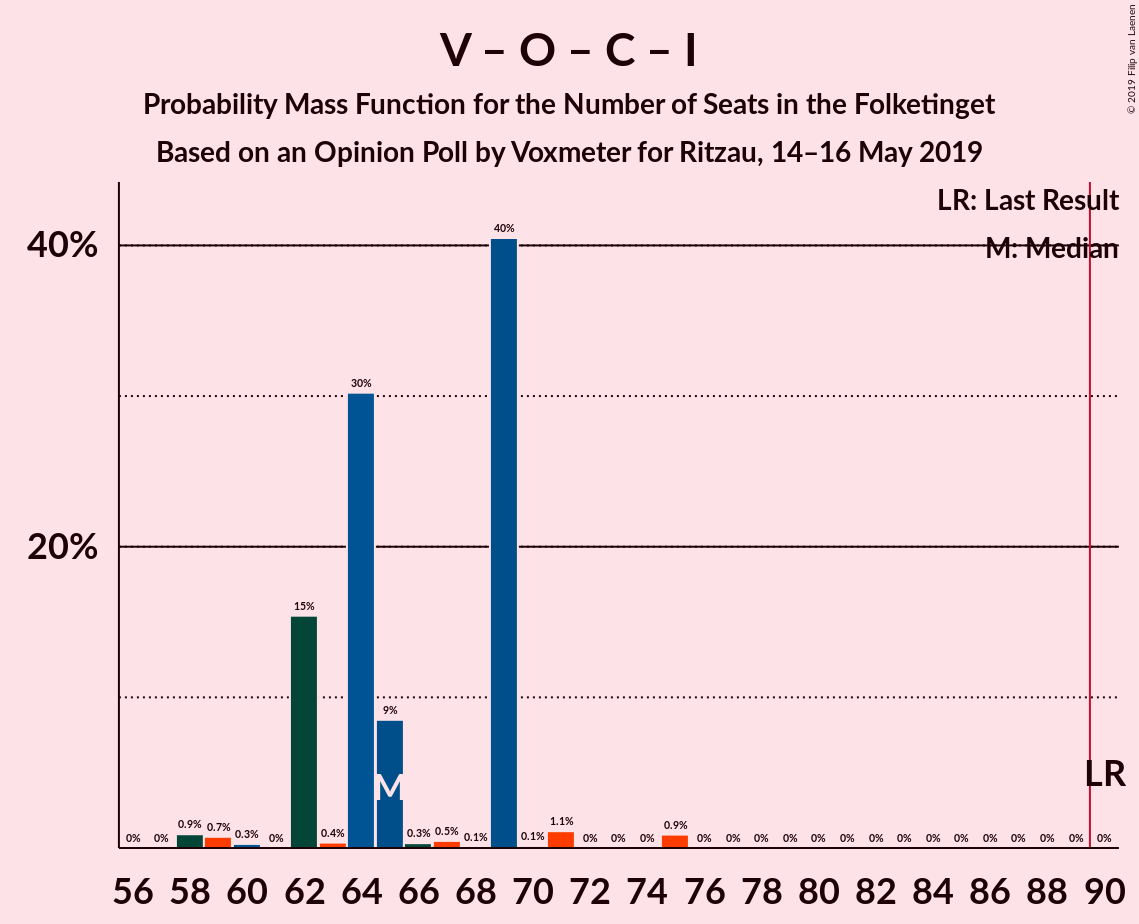 V – O – C – I
Probability Mass Function for the Number of Seats in the Folketinget
Based on an Opinion Poll by Voxmeter for Ritzau, 14–16 May 2019
© 2019 Filip van Laenen
LR: Last Result
M: Median
40%
20%
0% 0% 0.9% 0.7% 0.3% 0% 15% 0.4% 30% 9% 0.3% 0.5% 0.1% 40% 0.1% 1.1% 0% 0% 0% 0.9% 0% 0% 0% 0% 0% 0% 0% 0% 0% 0% 0% 0% 0% 0% 0%
M
LR
56 58 60 62 64 66 68 70 72 74 76 78 80 82 84 86 88 90